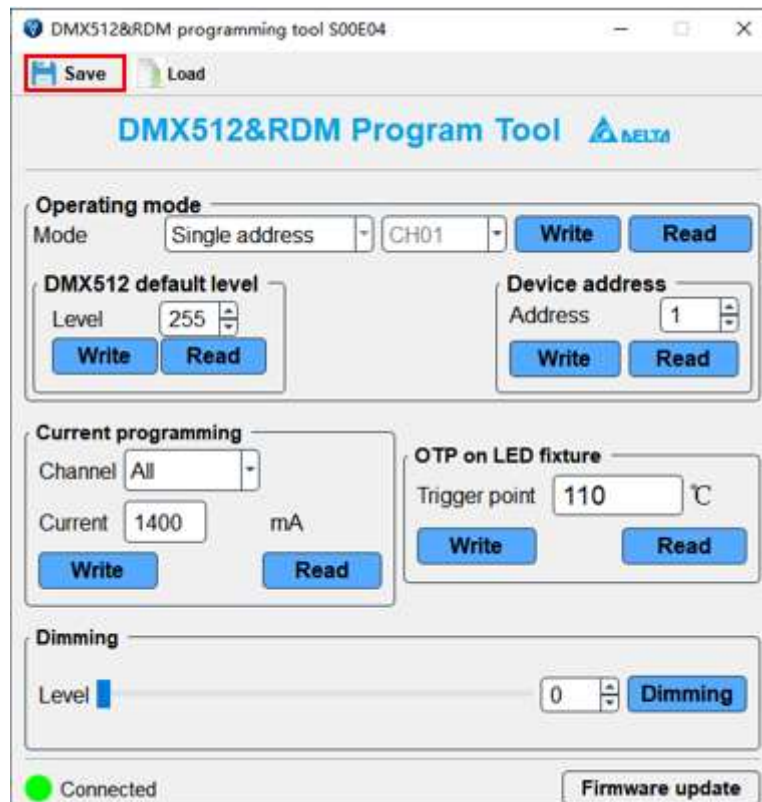 DMX512&RDM programming tool S00E04
Save Load
DMX512&RDM Program Tool DELTA
Operating mode
Mode Single address CH01 Write Read
DMX512 default level Device address
Level 255 Address 1
Write Read Write Read
Current programming
Channel All
OTP on LED fixture
Trigger point 110 ℃
Current 1400 mA
Write Read
Write Read
Dimming
Level 0 Dimming
Connected Firmware update